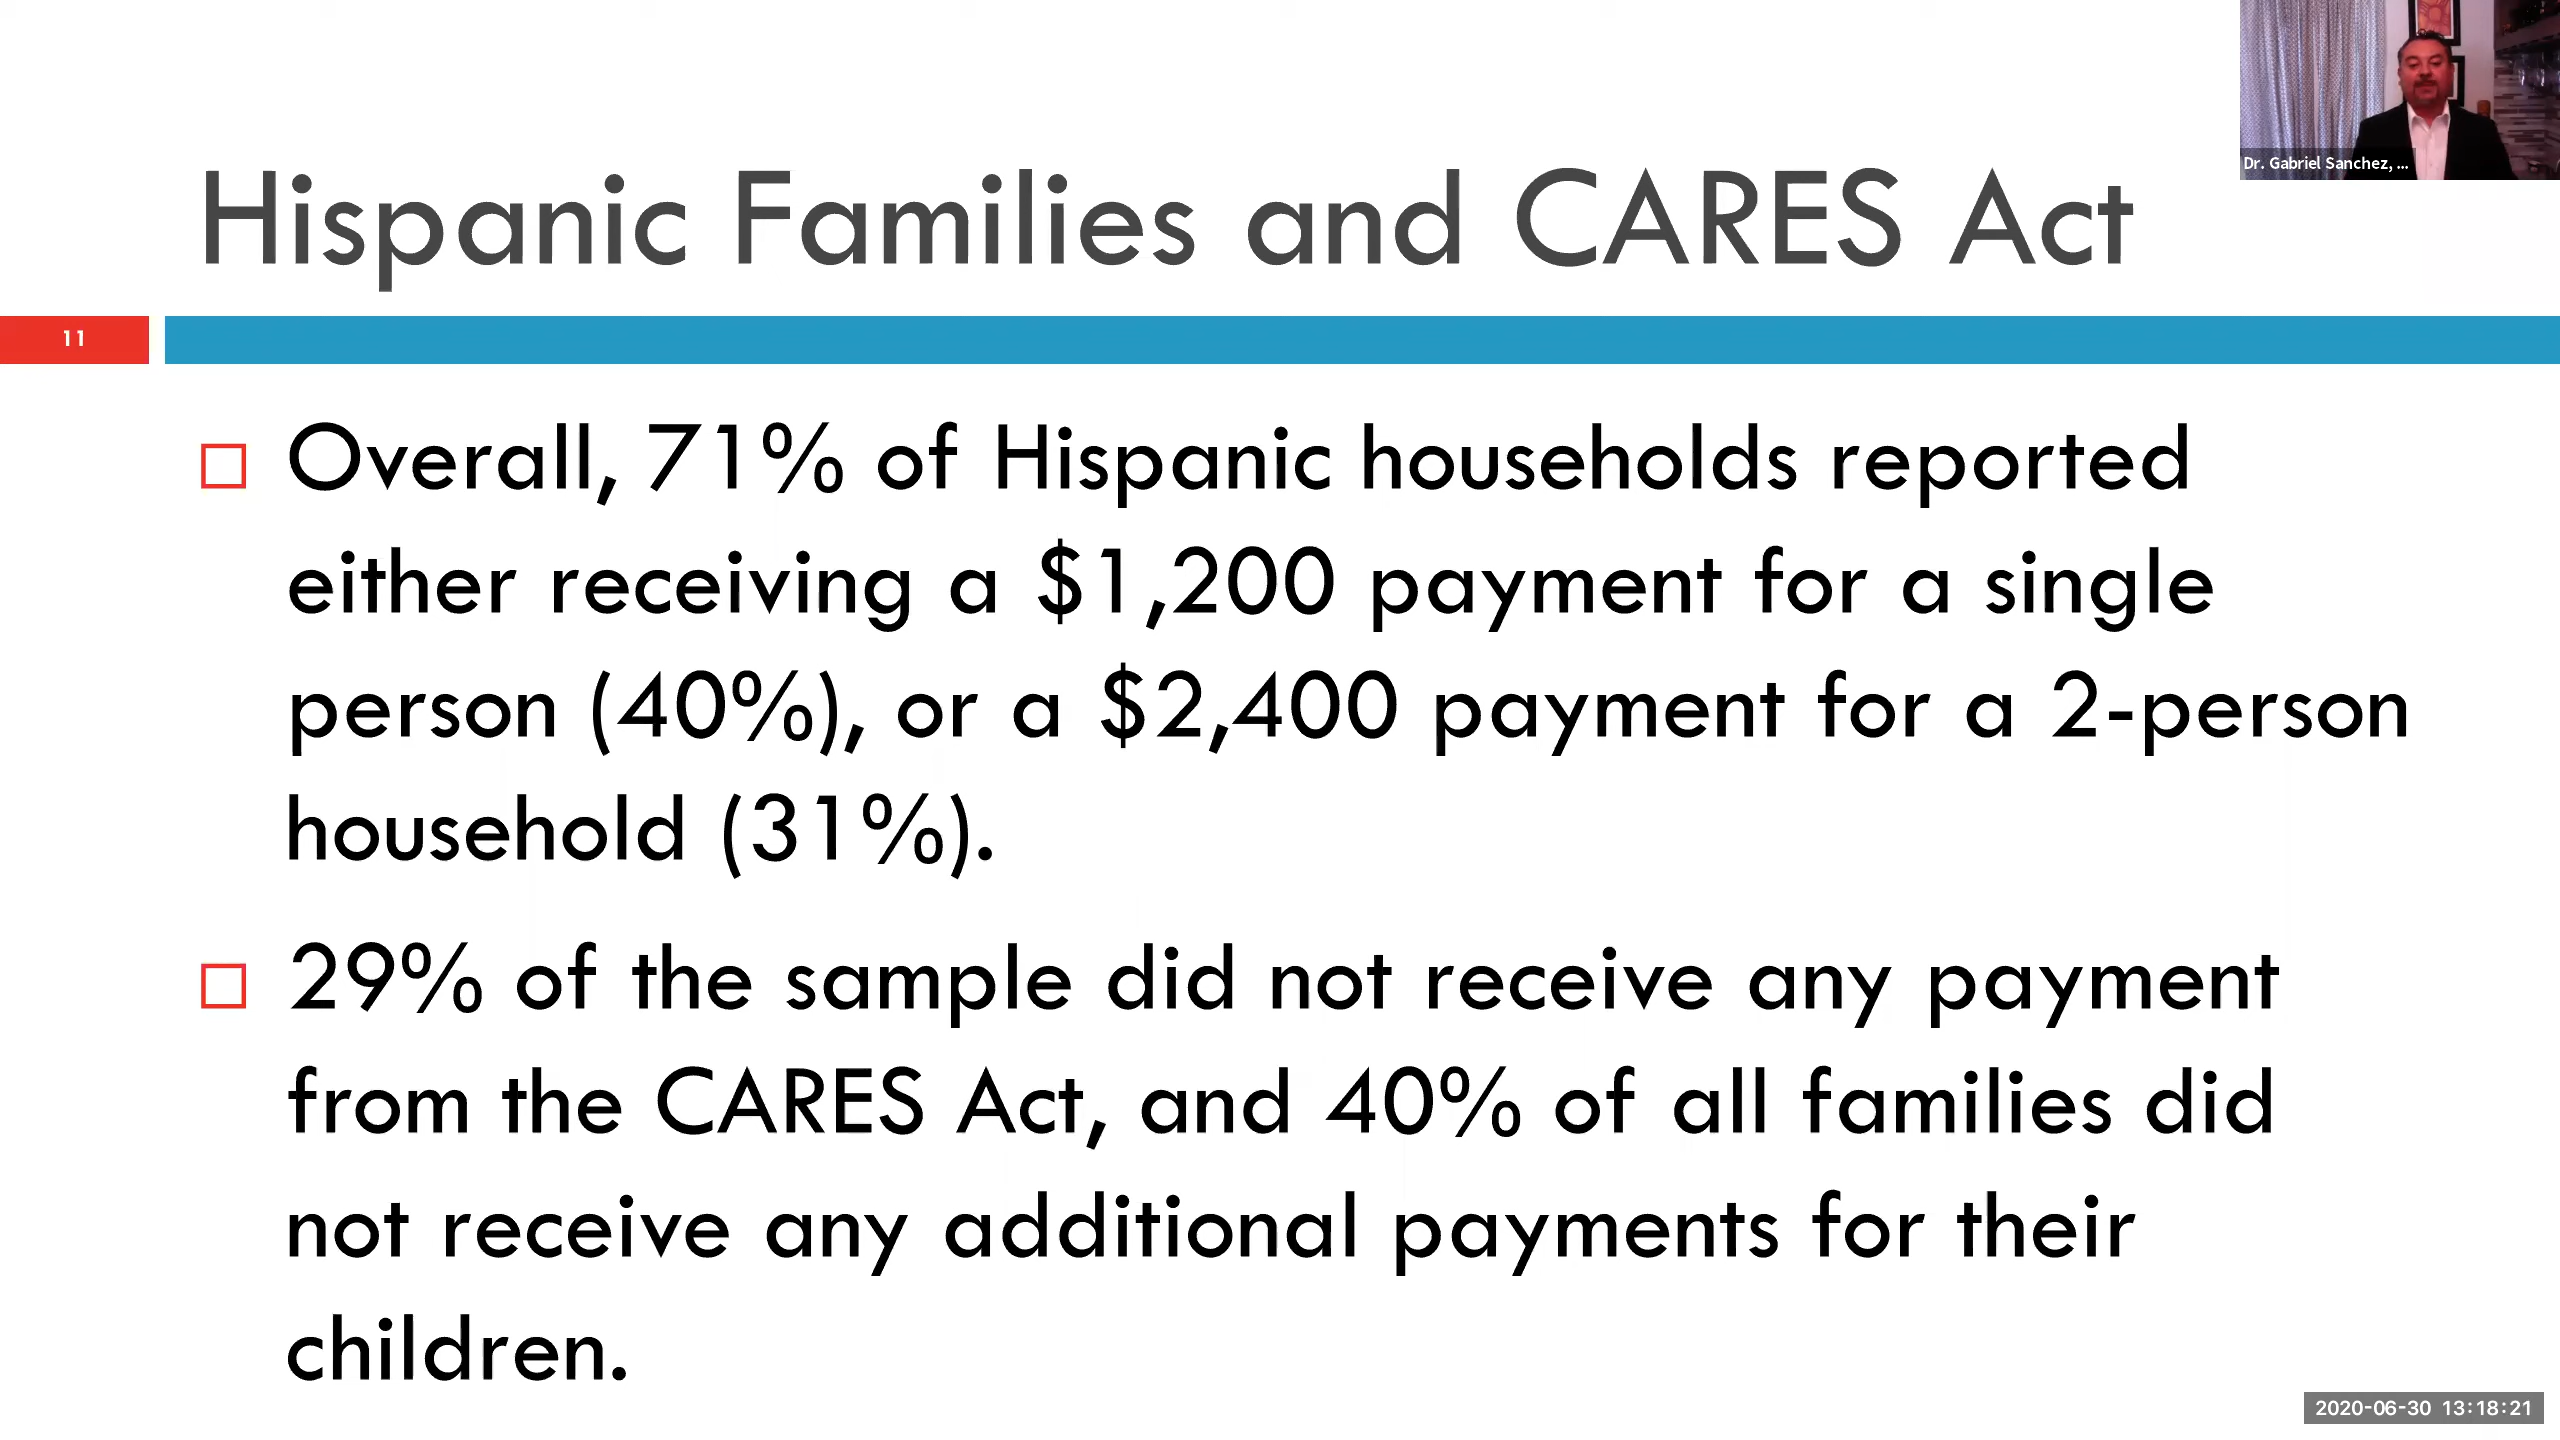 Dr. Gabriel Sanchez, ...
Hispanic Families and CARES Act
11
Overall, 71% of Hispanic households reported
either receiving a $1,200 payment for a single
person (40%), or a $2,400 payment for a 2-person
household (31%).
29% of the sample did not receive any payment
from the CARES Act, and 40% of all families did
not receive any additional payments for their
children.
2020-06-30 13:18:21